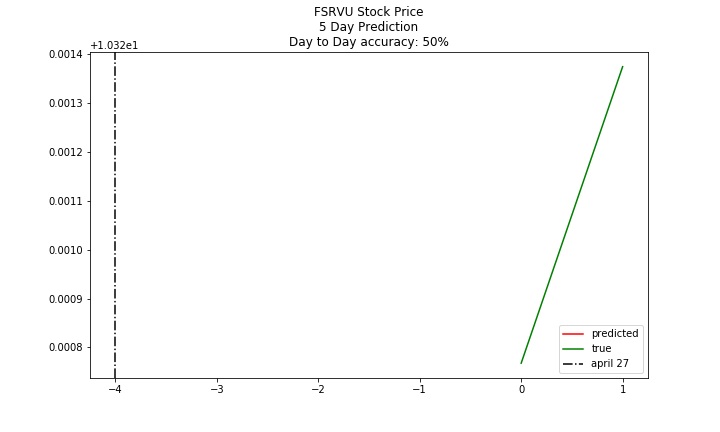 FSRVU Stock Price
5 Day Prediction
Day to Day accuracy: 50%
+1.032e1
0.0014
0.0013
0.0012
0.0011
0.0010
0.0009
0.0008
−4
−3
−2
−1
0
1
predicted
true
april 27